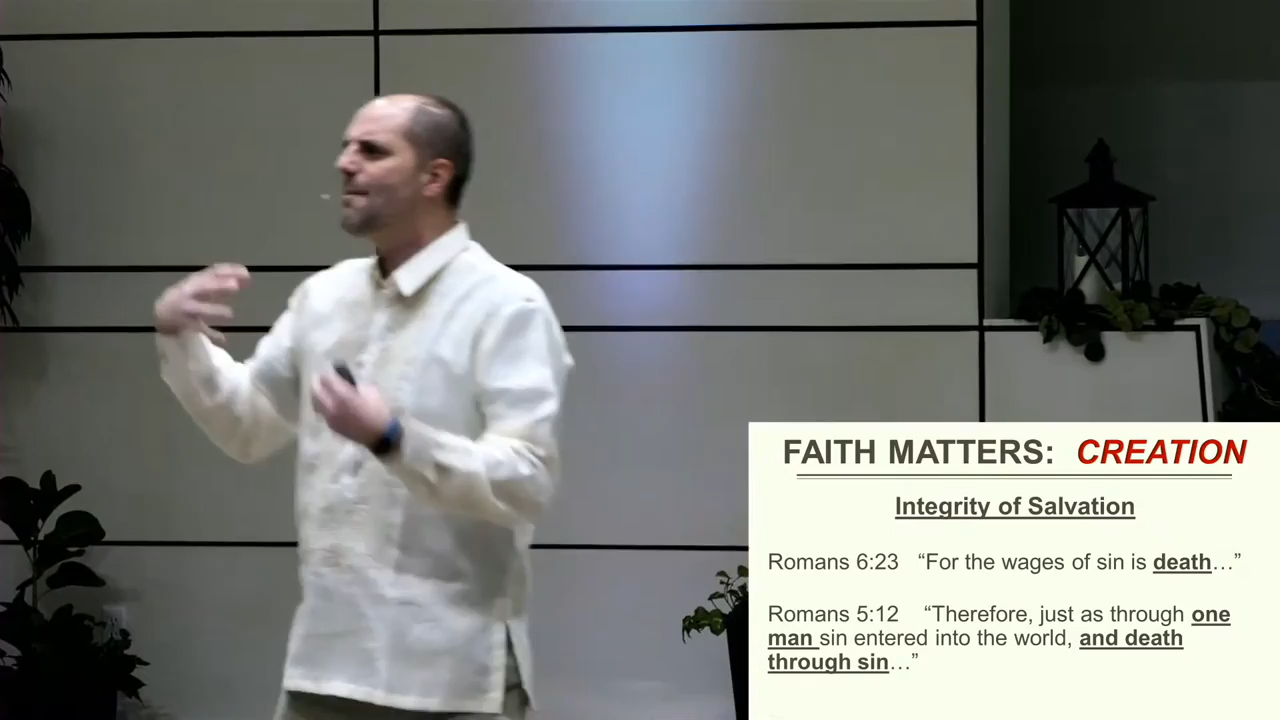 FAITH MATTERS: CREATION
Integrity of Salvation
Romans 6:23 “For the wages of sin is death…”
Romans 5:12 “Therefore, just as through one
man sin entered into the world, and death
through sin…”